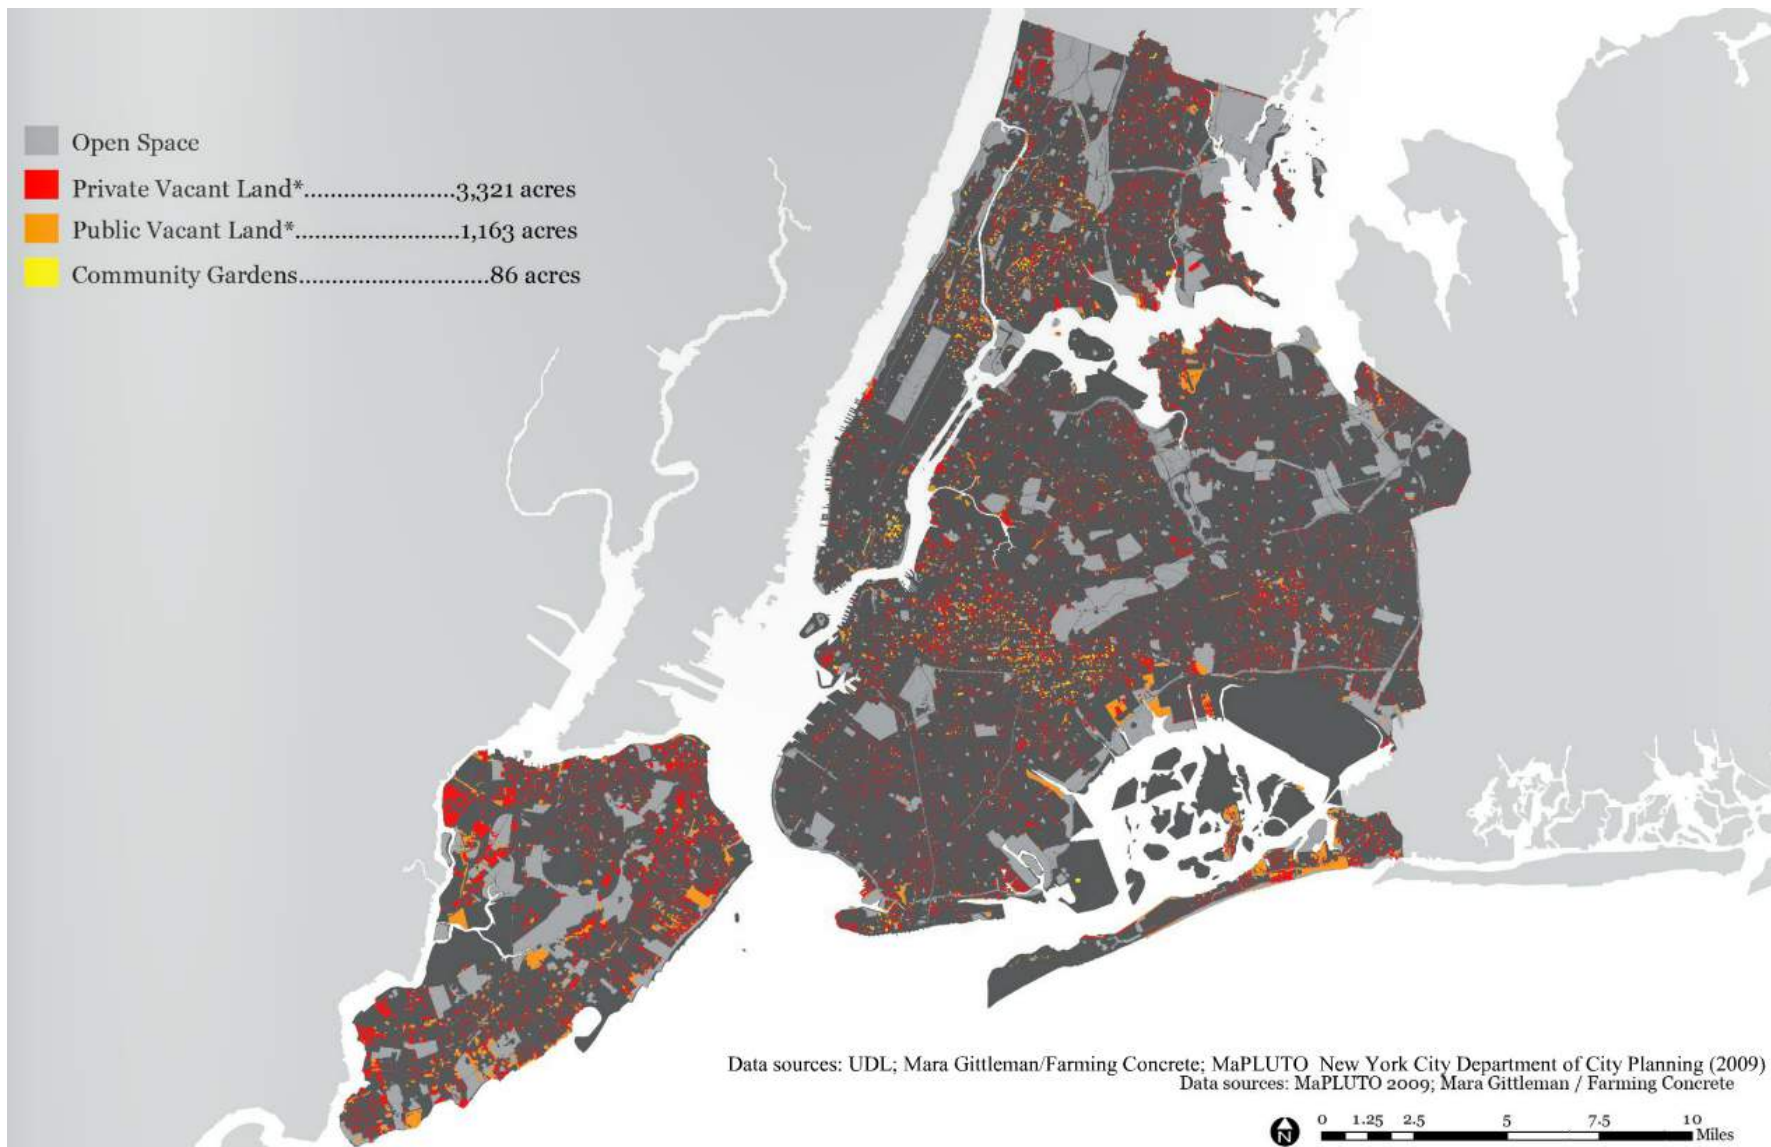 Open Space
Private Vacant Land*.......................3,321 acres
Public Vacant Land*.........................1,163 acres
Community Gardens.............................86 acres
Data sources: UDL; Mara Gittleman/Farming Concrete; MaPLUTO New York City Department of City Planning (2009)
Data sources: MaPLUTO 2009; Mara Gittleman / Farming Concrete
N
0 1.25 2.5 5 7.5 10
Miles